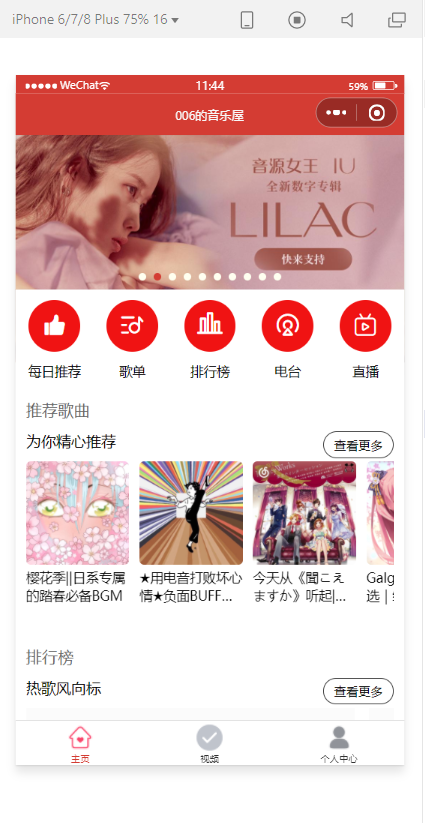 iPhone 6/7/8 Plus 75% 16
WeChat
11:44
59%
006的音乐屋
音源女王 IU
全新数字专辑
LILAC
快来支持
每日推荐
歌单
排行榜
电台
直播
推荐歌曲
为你精心推荐
查看更多
樱花季||日系专属
的踏春必备BGM
★用电音打败坏心
情★负面BUFF...
今天从《聞こえ
ますか》听起|...
Galg
选｜
排行榜
热歌风向标
查看更多
主页
视频
个人中心